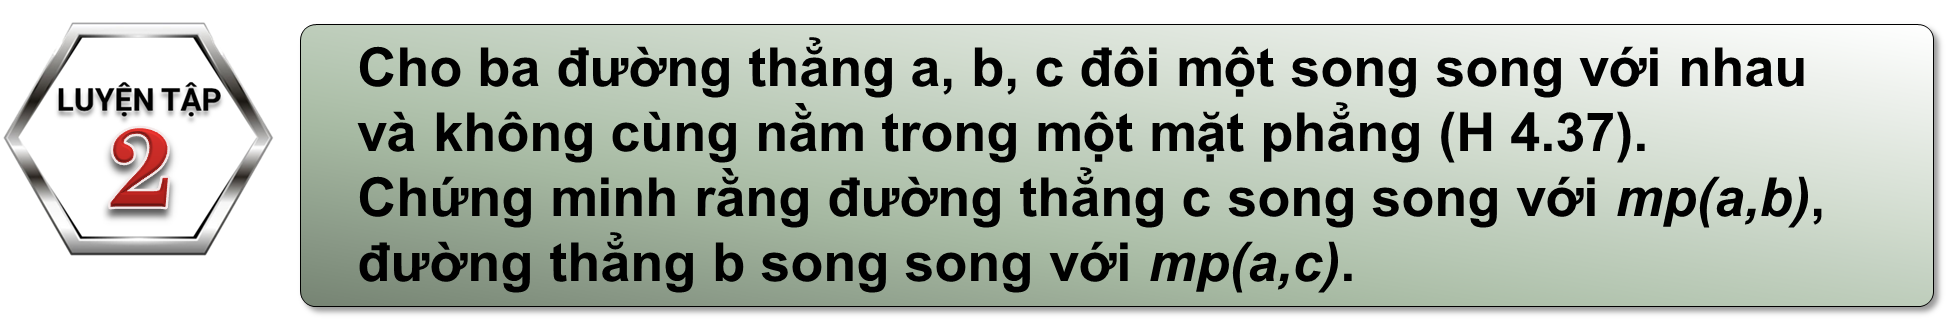 LUYỆN TẬP
2
Cho ba đường thẳng a, b, c đôi một song song với nhau
và không cùng nằm trong một mặt phẳng (H 4.37).
Chứng minh rằng đường thẳng c song song với mp(a,b),
đường thẳng b song song với mp(a,c).